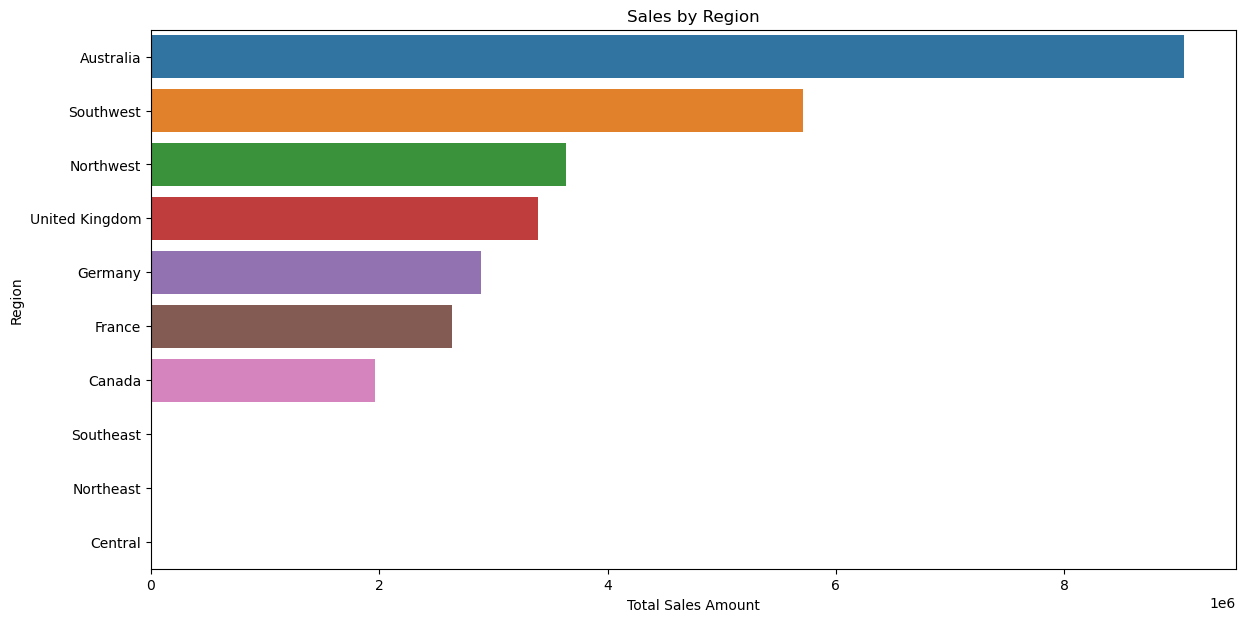 Sales by Region
Region
Australia
Southwest
Northwest
United Kingdom
Germany
France
Canada
Southeast
Northeast
Central
0 2 4 6 8
1e6
Total Sales Amount